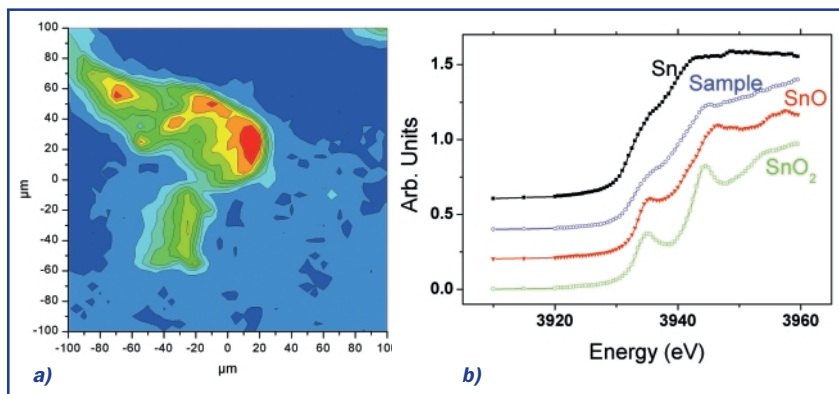 100
80
60
40
20
0
-20
-40
-60
-80
-100
µm
-100 -80 -60 -40 -20 0 20 40 60 80 100
µm
a)
Arb. Units
1.5
1.0
0.5
0.0
Sn
Sample
SnO
SnO₂
3920 3940 3960
Energy (eV)
b)